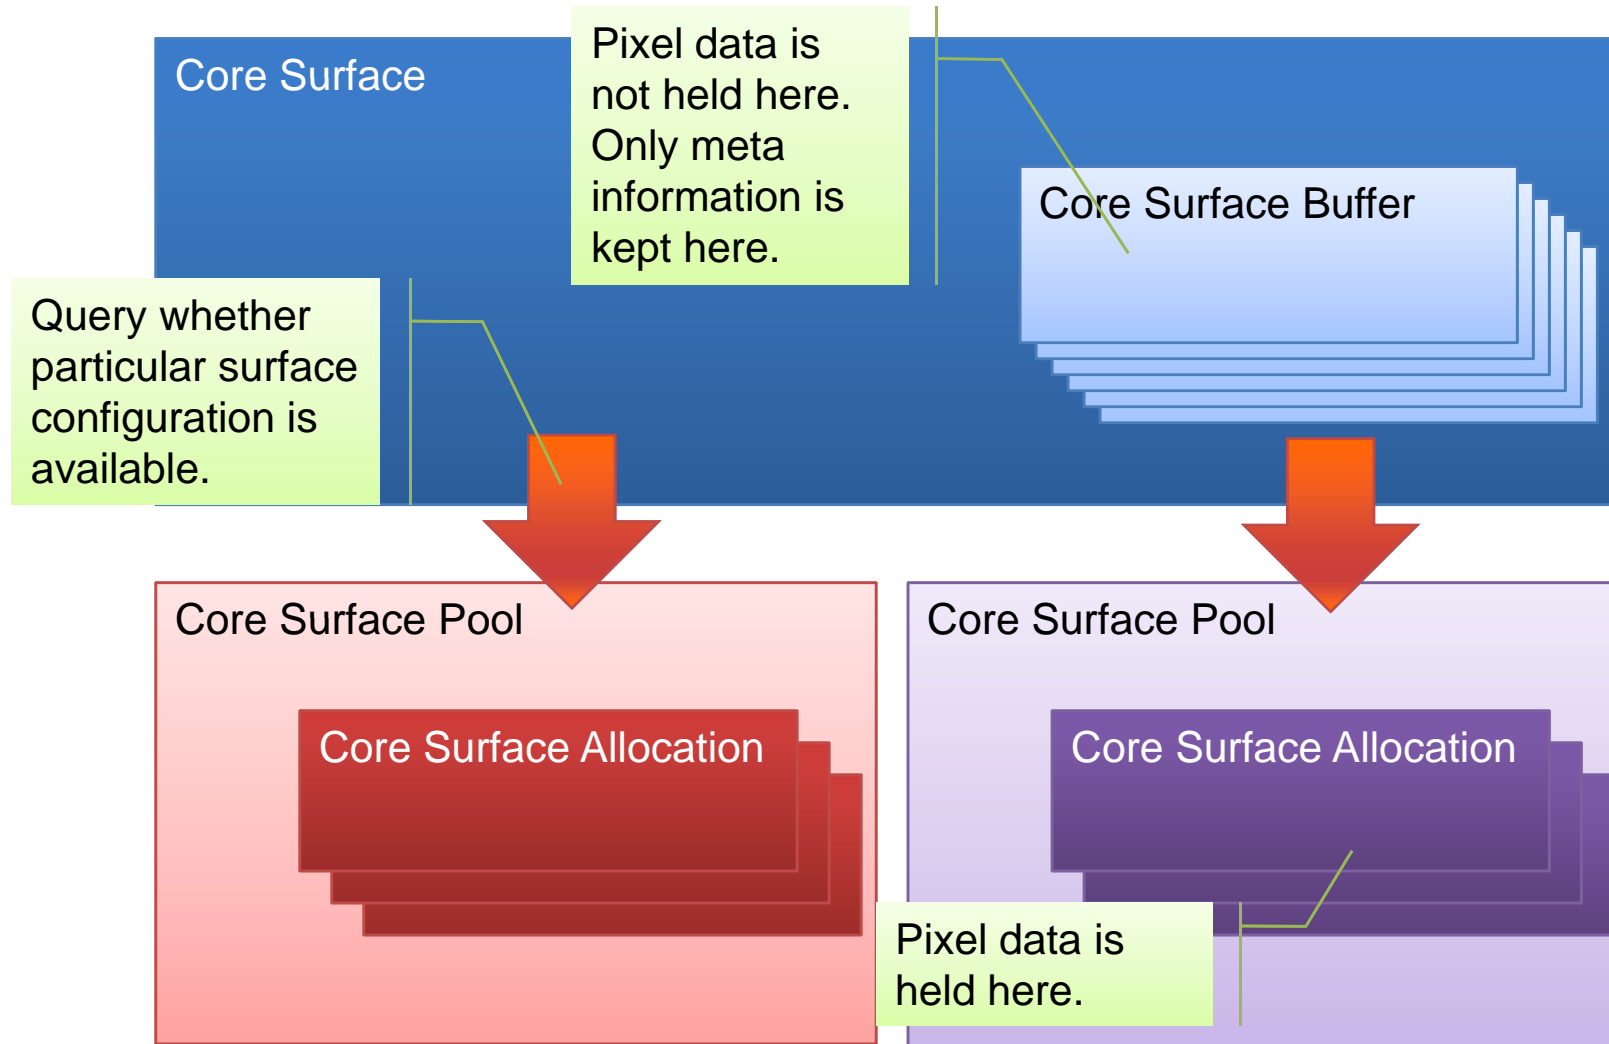 Core Surface
Pixel data is
not held here.
Only meta
information is
kept here.
Core Surface Buffer
Query whether
particular surface
configuration is
available.
Core Surface Pool
Core Surface Pool
Core Surface Allocation
Core Surface Allocation
Pixel data is
held here.